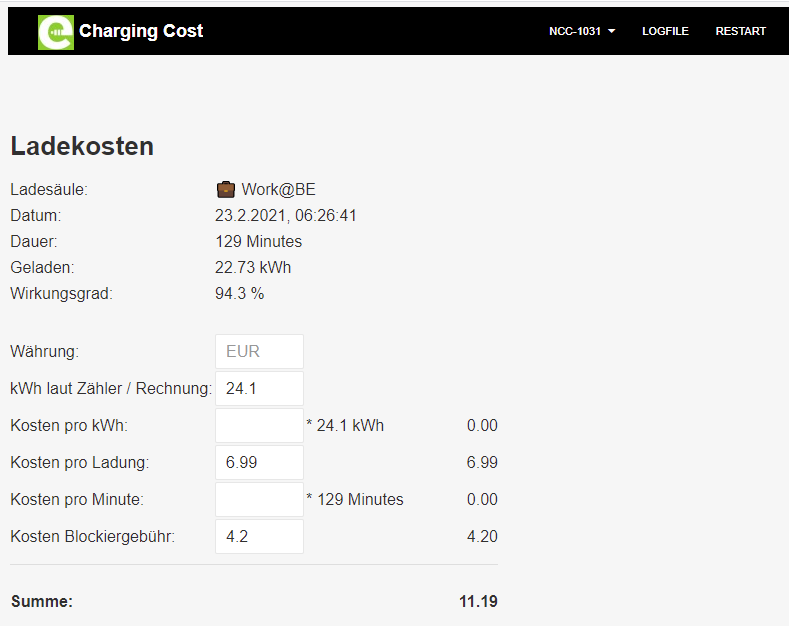 Charging Cost NCC-1031 LOGFILE RESTART
Ladekosten
Ladesäule: Work@BE
Datum: 23.2.2021, 06:26:41
Dauer: 129 Minutes
Geladen: 22.73 kWh
Wirkungsgrad: 94.3 %
Währung: EUR
kWh laut Zähler / Rechnung: 24.1
Kosten pro kWh: * 24.1 kWh 0.00
Kosten pro Ladung: 6.99 6.99
Kosten pro Minute: * 129 Minutes 0.00
Kosten Blockiergebühr: 4.2 4.20
Summe: 11.19